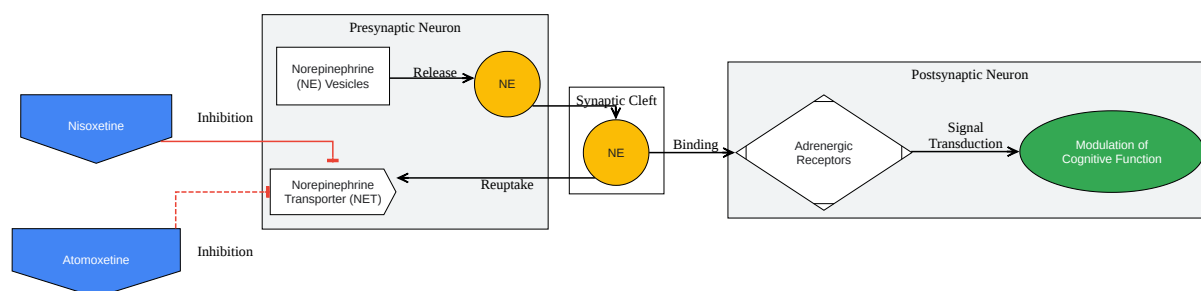 Presynaptic Neuron
Norepinephrine
(NE) Vesicles
Release
NE
Nisoxetine
Inhibition
Norepinephrine
Transporter (NET)
Atomoxetine
Inhibition
Synaptic Cleft
NE
Reuptake
Binding
Postsynaptic Neuron
Adrenergic
Receptors
Signal
Transduction
Modulation of
Cognitive Function